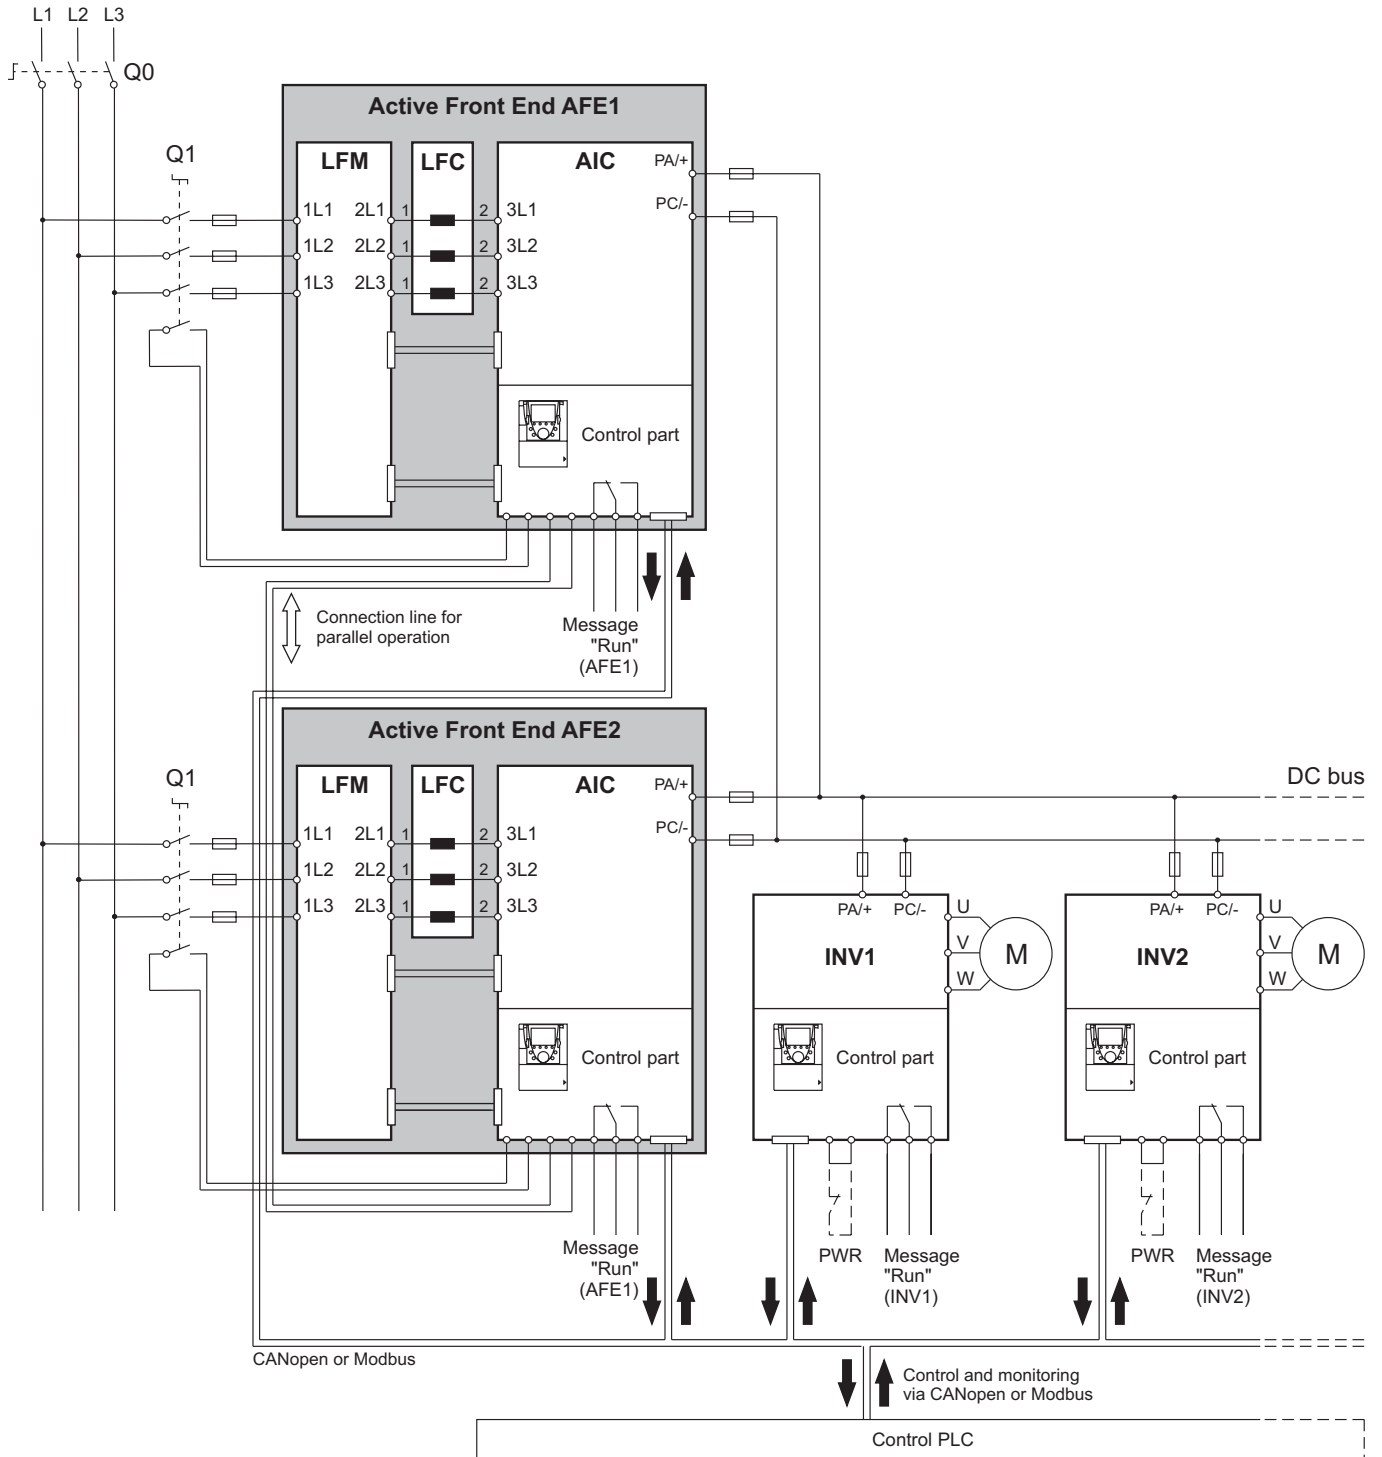 L1 L2 L3
Q0
Active Front End AFE1
Q1
LFM LFC AIC PA/+
PC/-
1L1 2L1 1 2 3L1
1L2 2L2 1 2 3L2
1L3 2L3 1 2 3L3
Control part
Connection line for
parallel operation
Message
"Run"
(AFE1)
Active Front End AFE2
Q1
LFM LFC AIC PA/+
DC bus
PC/-
1L1 2L1 1 2 3L1
1L2 2L2 1 2 3L2
1L3 2L3 1 2 3L3
PA/+ PC/- U
V
W
INV1
M
PA/+ PC/- U
V
W
INV2
M
Control part
Control part
Control part
Message
"Run"
(AFE1)
PWR
Message
"Run"
(INV1)
PWR
Message
"Run"
(INV2)
CANopen or Modbus
Control and monitoring
via CANopen or Modbus
Control PLC